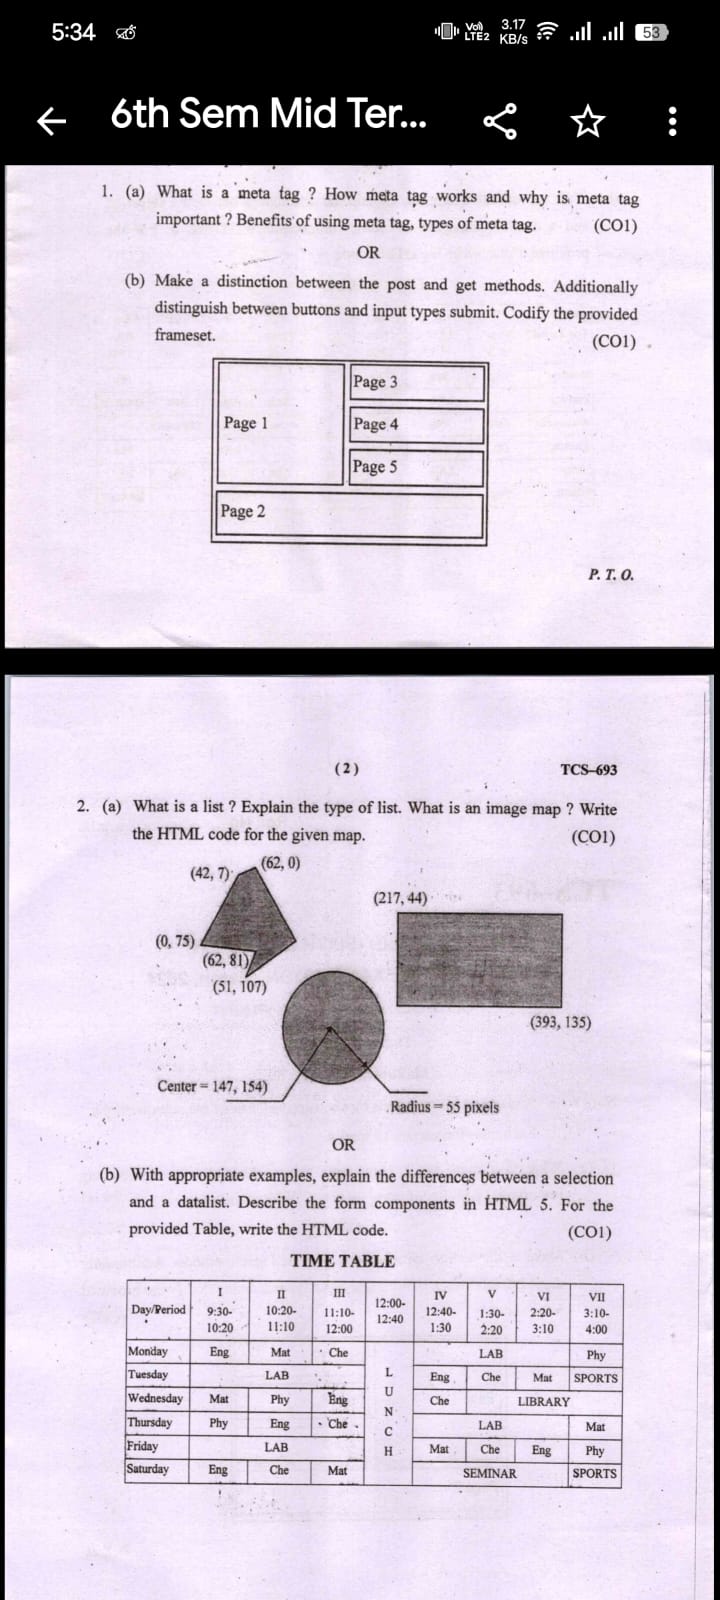 5:34
Vo)) LTE2 3.17 KB/s 53
6th Sem Mid Ter...
1. (a) What is a meta tag ? How meta tag works and why is meta tag
important ? Benefits of using meta tag, types of meta tag. (CO1)
OR
(b) Make a distinction between the post and get methods. Additionally
distinguish between buttons and input types submit. Codify the provided
frameset. (CO1)
Page 3
Page 1 Page 4
Page 5
Page 2
P. T. O.
(2) TCS–693
2. (a) What is a list ? Explain the type of list. What is an image map ? Write
the HTML code for the given map. (CO1)
(42, 7) (62, 0)
(217, 44)
(0, 75)
(62, 81)
(51, 107)
(393, 135)
Center = 147, 154)
Radius = 55 pixels
OR
(b) With appropriate examples, explain the differences between a selection
and a datalist. Describe the form components in HTML 5. For the
provided Table, write the HTML code. (CO1)
TIME TABLE
Day/Period I 9:30-10:20 II 10:20-11:10 III 11:10-12:00 12:00-12:40 IV 12:40-1:30 V 1:30-2:20 VI 2:20-3:10 VII 3:10-4:00
Monday Eng Mat Che LUNCH LAB Phy
Tuesday LAB Eng Che Mat SPORTS
Wednesday Mat Phy Eng Che LIBRARY
Thursday Phy Eng Che LAB Mat
Friday LAB Mat Che Eng Phy
Saturday Eng Che Mat SEMINAR SPORTS